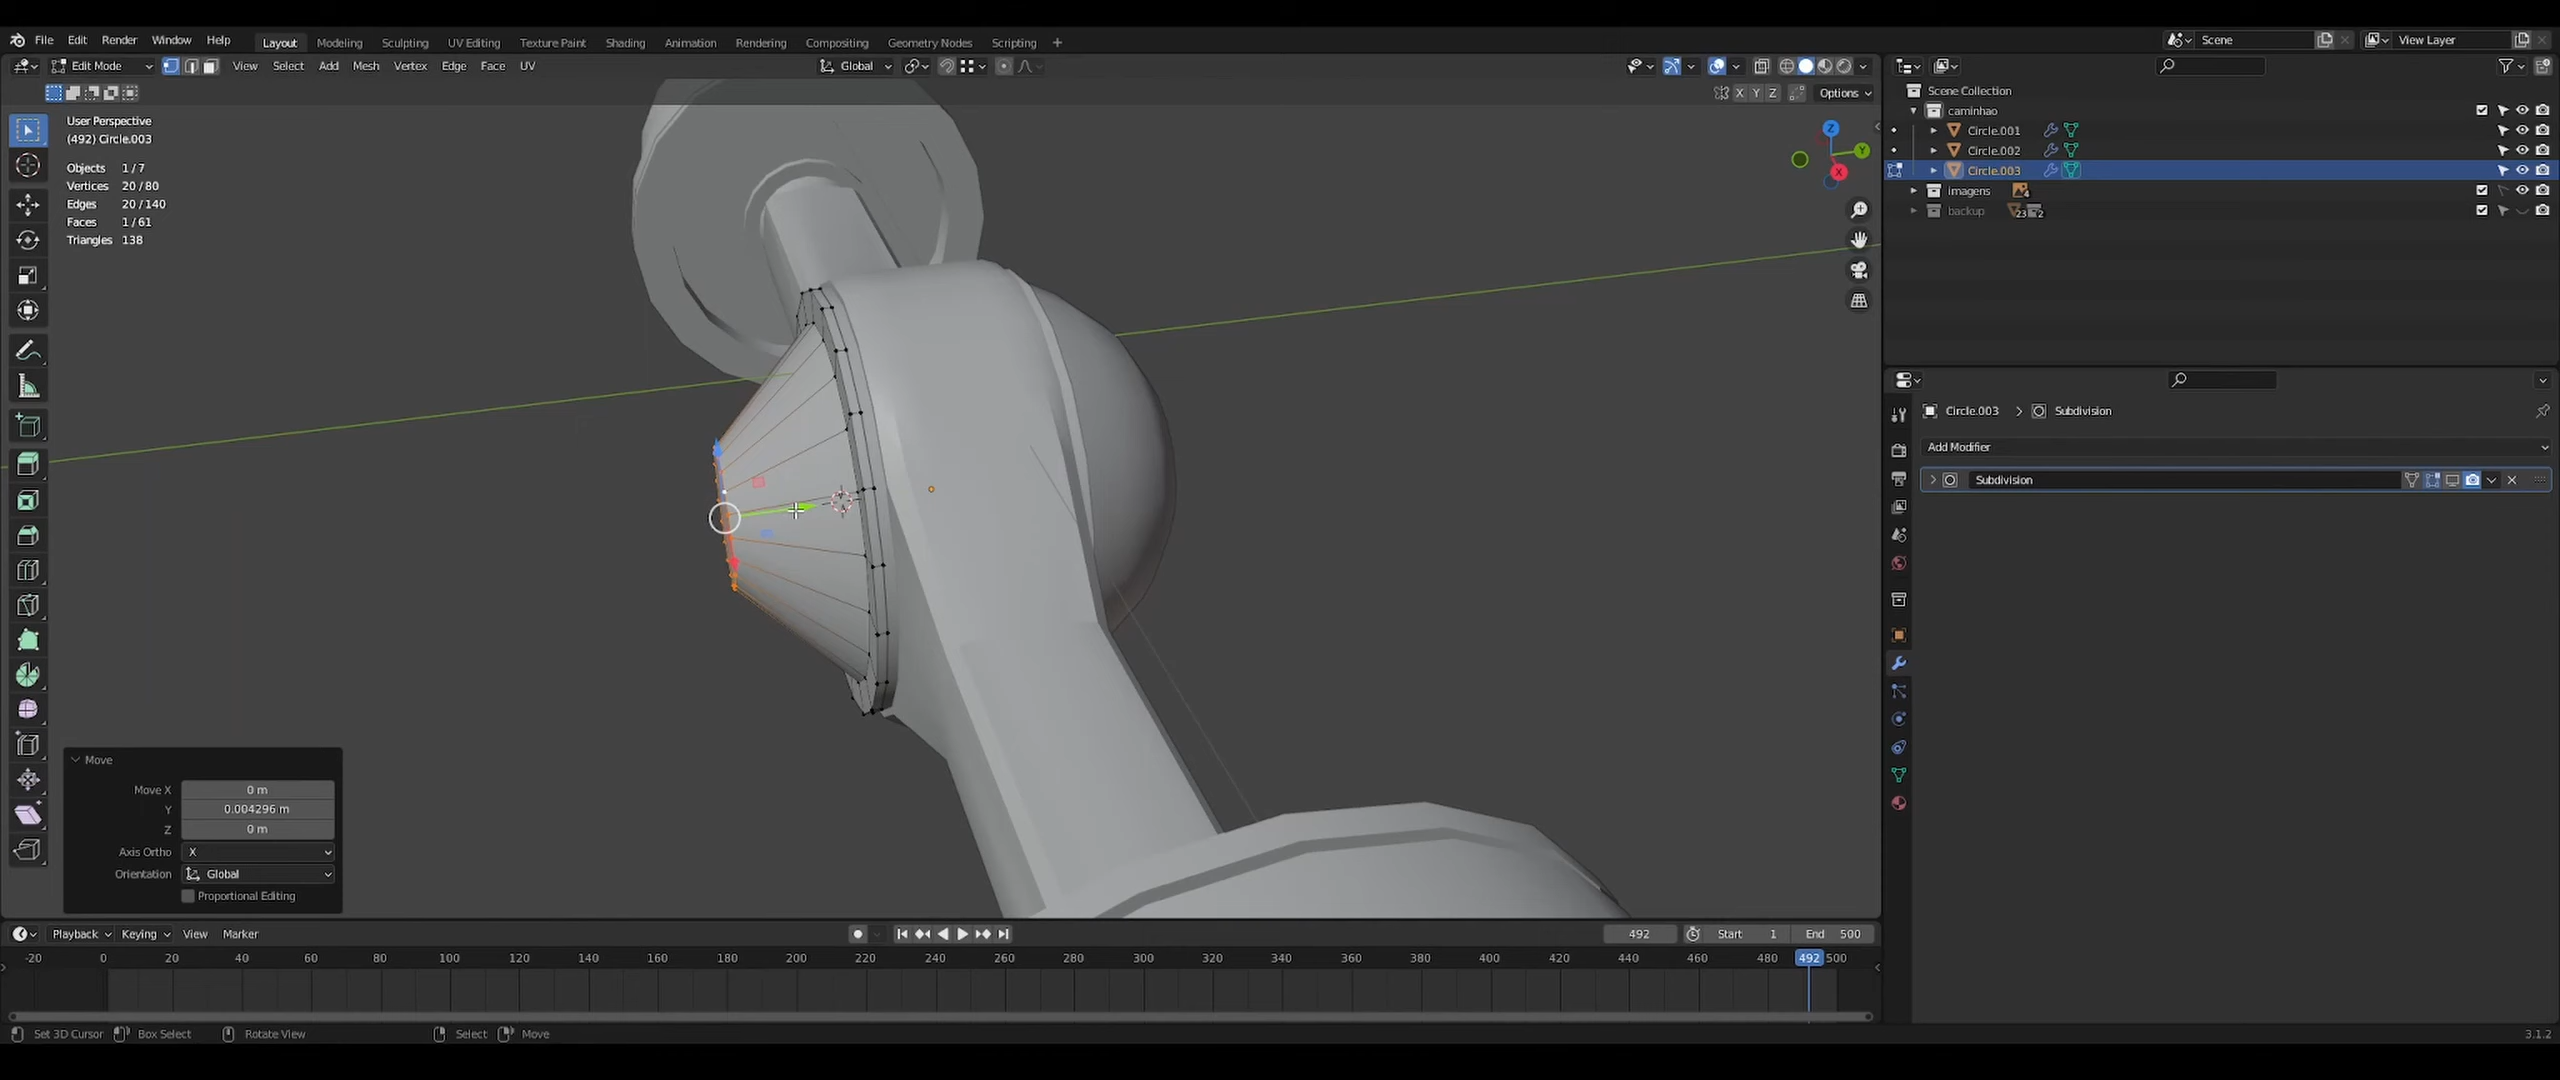 File Edit Render Window Help Layout Modeling Sculpting UV Editing Texture Paint Shading Animation Rendering Compositing Geometry Nodes Scripting + Scene View Layer
Edit Mode View Select Add Mesh Vertex Edge Face UV Global
X Y Z Options
User Perspective
(492) Circle.003
Objects 1 / 7
Vertices 20 / 80
Edges 20 / 140
Faces 1 / 61
Triangles 138
Z
Y
X
Move
Move X 0 m
Y 0.004296 m
Z 0 m
Axis Ortho X
Orientation Global
Proportional Editing
Scene Collection
caminhao
Circle.001
Circle.002
Circle.003
imagens 4
backup 23 2
Circle.003 > Subdivision
Add Modifier
Subdivision
Playback Keying View Marker 492 Start 1 End 500
-20 0 20 40 60 80 100 120 140 160 180 200 220 240 260 280 300 320 340 360 380 400 420 440 460 480 492 500
Set 3D Cursor Box Select Rotate View Select Move 3.1.2